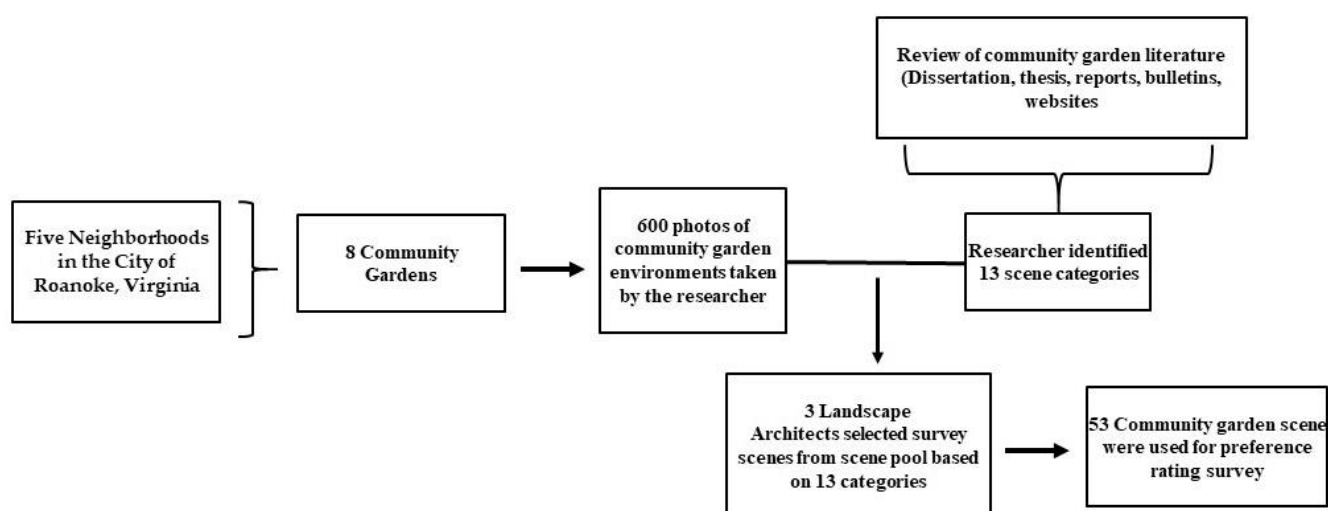 Review of community garden literature
(Dissertation, thesis, reports, bulletins,
websites
Five Neighborhoods
in the City of
Roanoke, Virginia
8 Community
Gardens
600 photos of
community garden
environments taken
by the researcher
Researcher identified
13 scene categories
3 Landscape
Architects selected survey
scenes from scene pool based
on 13 categories
53 Community garden scene
were used for preference
rating survey